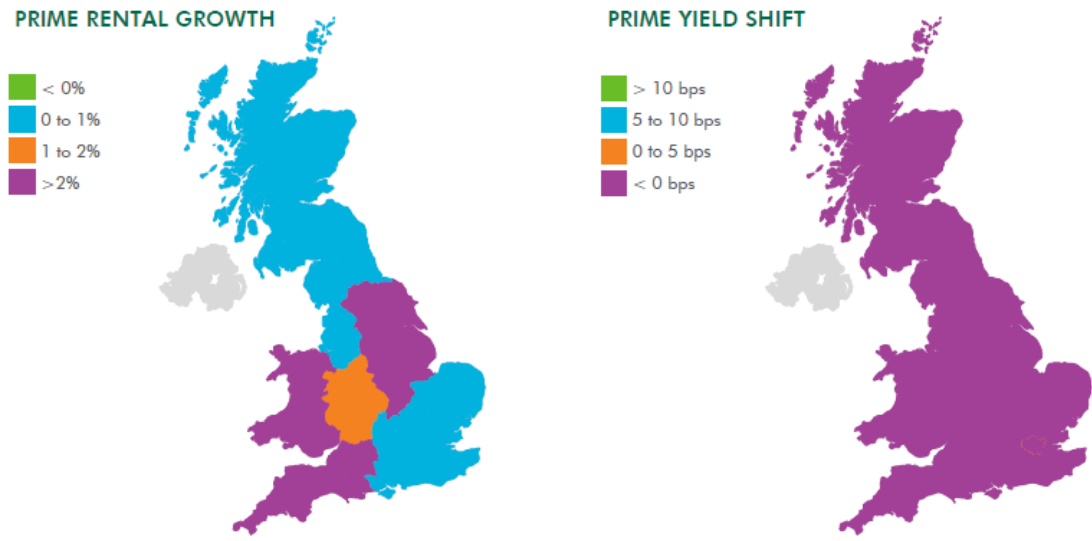 PRIME RENTAL GROWTH
< 0%
0 to 1%
1 to 2%
>2%
PRIME YIELD SHIFT
> 10 bps
5 to 10 bps
0 to 5 bps
< 0 bps